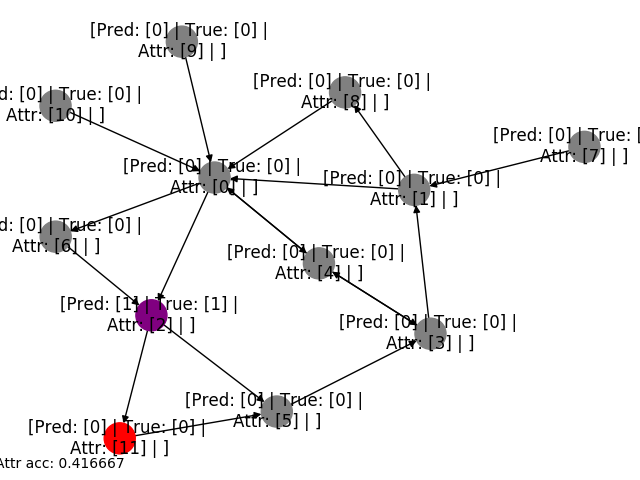 [Pred: [0] | True: [0] |
Attr: [9] | ]
[Pred: [0] | True: [0] |
Attr: [8] | ]
d: [0] | True: [0] |
Attr: [10] | ]
[Pred: [0] | True: [0] |
Attr: [7] | ]
[Pred: [0] | True: [0] |
Attr: [0] | ]
[Pred: [0] | True: [0] |
Attr: [1] | ]
d: [0] | True: [0] |
Attr: [6] | ]
[Pred: [0] | True: [0] |
Attr: [4] | ]
[Pred: [1] | True: [1] |
Attr: [2] | ]
[Pred: [0] | True: [0] |
Attr: [3] | ]
[Pred: [0] | True: [0] |
Attr: [5] | ]
[Pred: [0] | True: [0] |
Attr: [11] | ]
Attr acc: 0.416667